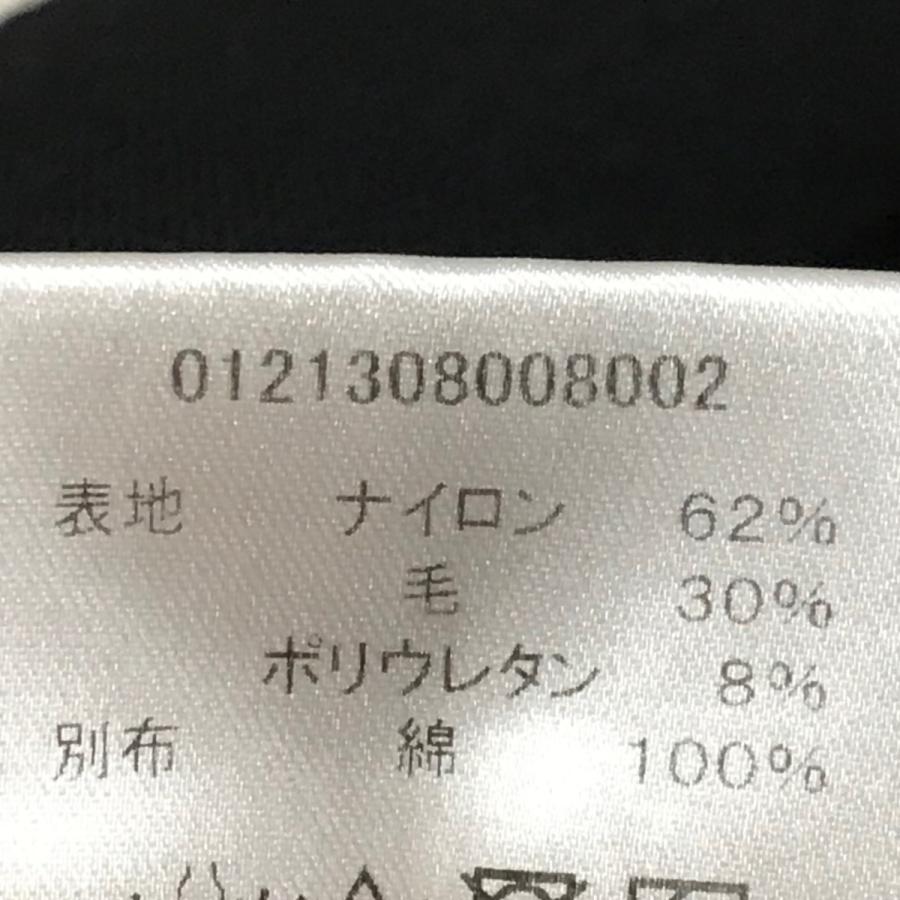 0121308008002
表地 ナイロン 62%
毛 30%
ポリウレタン 8%
別布 綿 100%